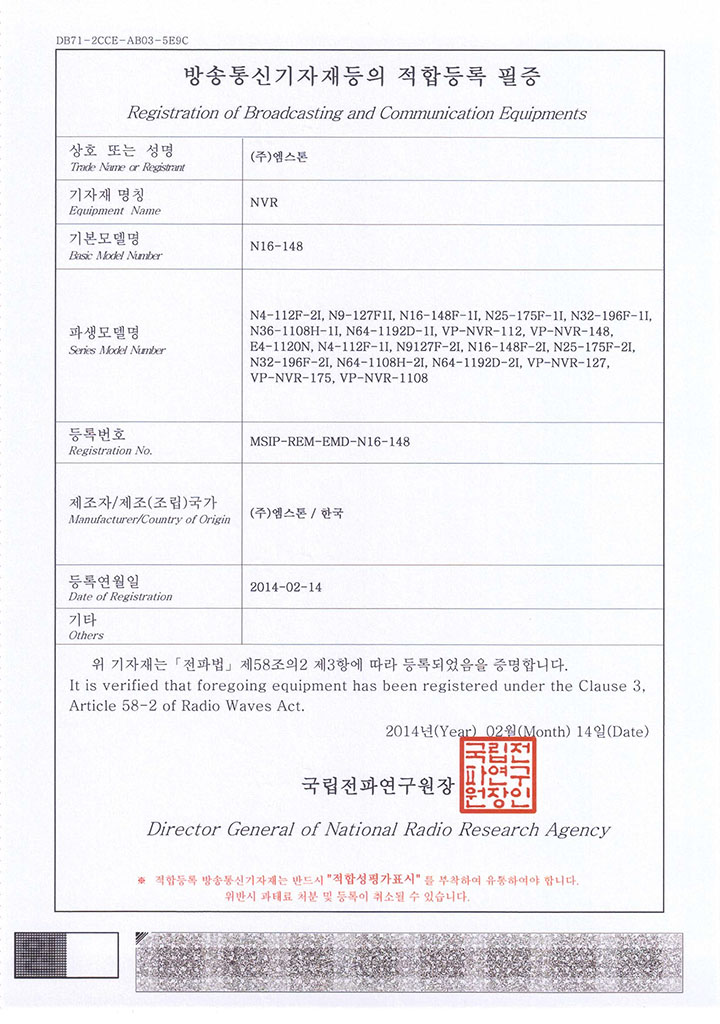 DB71-2CCE-AB03-5E9C
방송통신기자재등의 적합등록 필증
Registration of Broadcasting and Communication Equipments
상호 또는 성명
Trade Name or Registrant
(주)엠스톤
기자재 명칭
Equipment Name
NVR
기본모델명
Basic Model Number
N16-148
파생모델명
Series Model Number
N4-112F-2I, N9-127F1I, N16-148F-1I, N25-175F-1I, N32-196F-1I,
N36-1108H-1I, N64-1192D-1I, VP-NVR-112, VP-NVR-148,
E4-1120N, N4-112F-1I, N9127F-2I, N16-148F-2I, N25-175F-2I,
N32-196F-2I, N64-1108H-2I, N64-1192D-2I, VP-NVR-127,
VP-NVR-175, VP-NVR-1108
등록번호
Registration No.
MSIP-REM-EMD-N16-148
제조자/제조(조립)국가
Manufacturer/Country of Origin
(주)엠스톤 / 한국
등록연월일
Date of Registration
2014-02-14
기타
Others
위 기자재는「전파법」제58조의2 제3항에 따라 등록되었음을 증명합니다.
It is verified that foregoing equipment has been registered under the Clause 3,
Article 58-2 of Radio Waves Act.
2014년(Year) 02월(Month) 14일(Date)
국립전파연구원장
국립전
파연구
원장인
Director General of National Radio Research Agency
※ 적합등록 방송통신기자재는 반드시 "적합성평가표시" 를 부착하여 유통하여야 합니다.
위반시 과태료 처분 및 등록이 취소될 수 있습니다.